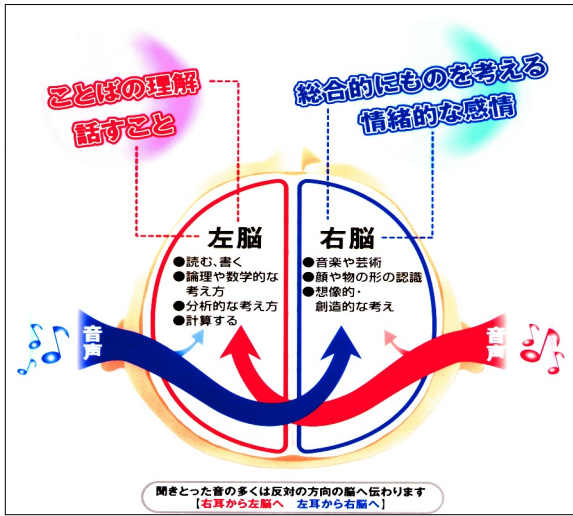 ことばの理解
話すこと
総合的にものを考える
情緒的な感情
左脳
●読む、書く
●論理や数学的な
考え方
●分析的な考え方
●計算する
右脳
●音楽や芸術
●顔や物の形の認識
●想像的・
創造的な考え
音声
音声
聞きとった音の多くは反対の方向の脳へ伝わります
【右耳から左脳へ 左耳から右脳へ】